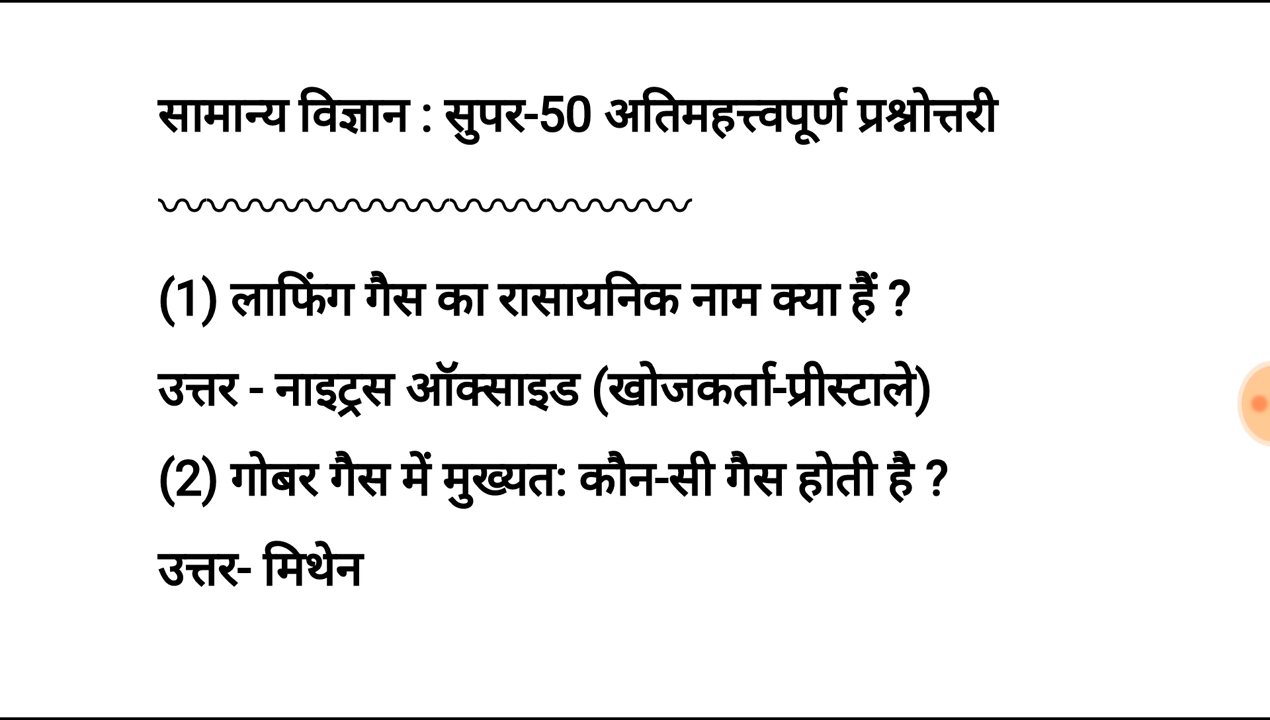 सामान्य विज्ञान : सुपर-50 अतिमहत्त्वपूर्ण प्रश्नोत्तरी
(1) लाफिंग गैस का रासायनिक नाम क्या हैं ?
उत्तर - नाइट्रस ऑक्साइड (खोजकर्ता-प्रीस्टाले)
(2) गोबर गैस में मुख्यत: कौन-सी गैस होती है ?
उत्तर- मिथेन